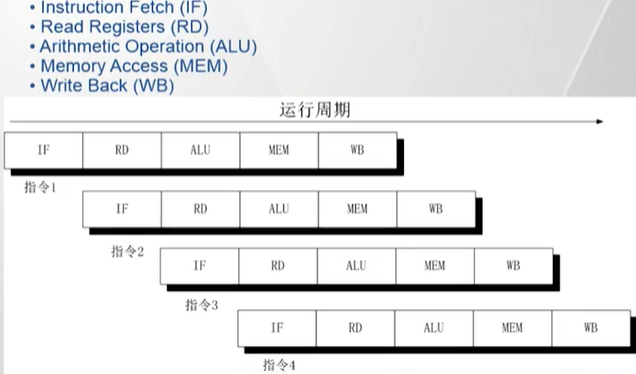 • Instruction Fetch (IF)
• Read Registers (RD)
• Arithmetic Operation (ALU)
• Memory Access (MEM)
• Write Back (WB)
运行周期
IF RD ALU MEM WB
指令1
IF RD ALU MEM WB
指令2
IF RD ALU MEM WB
指令3
IF RD ALU MEM WB
指令4